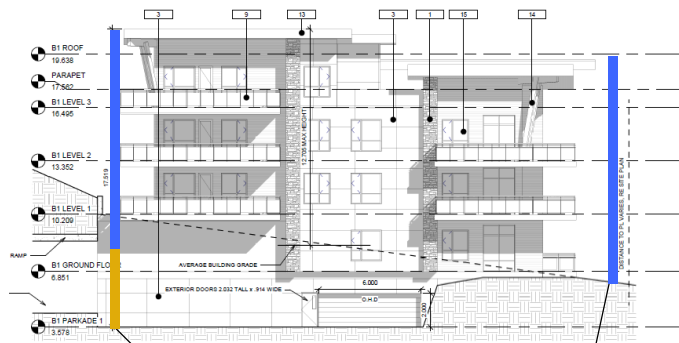 3 9 13 3 1 15 14
B1 ROOF
19.638
PARAPET
17.562
B1 LEVEL 3
16.495
B1 LEVEL 2
13.352
B1 LEVEL 1
10.209
RAMP
B1 GROUND FLO
6.851
B1 PARKADE 1
3.578
17.519
12.705 MAX HEIGHT
AVERAGE BUILDING GRADE
EXTERIOR DOORS 2.032 TALL x .914 WIDE
6.000
O.H.D
2.000
DISTANCE TO PL VARIES, RE SITE PLAN